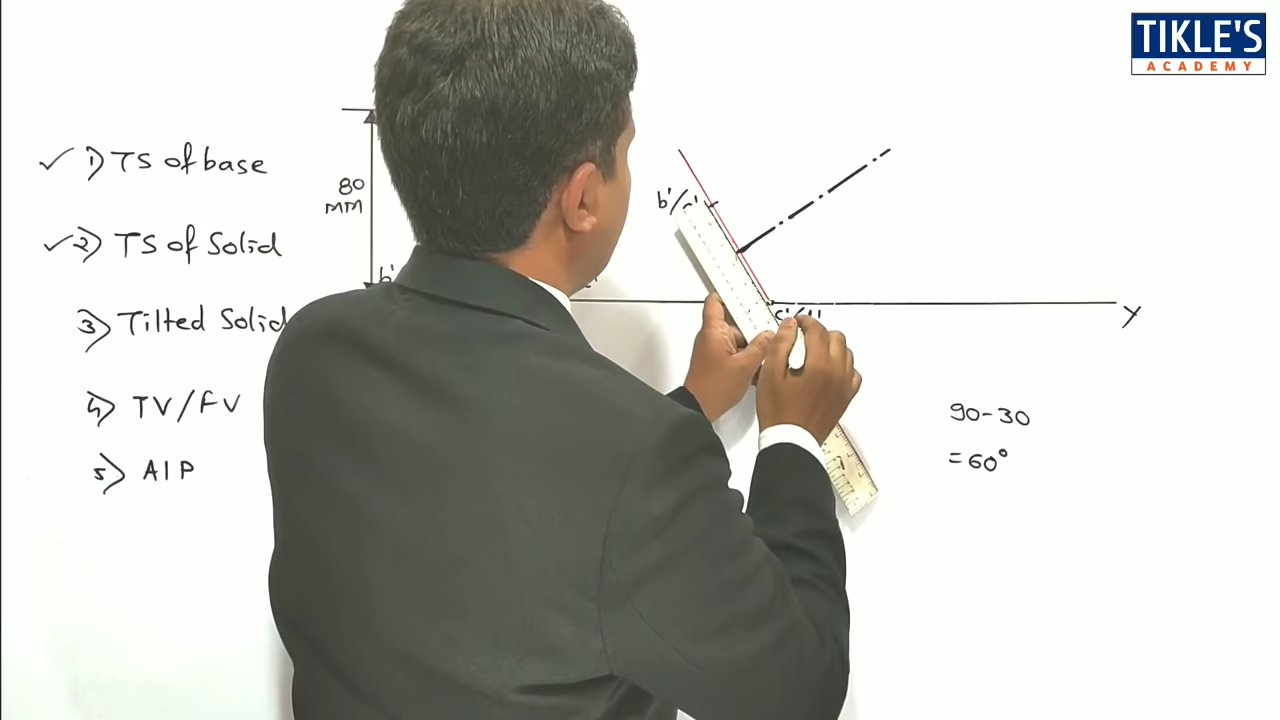 TIKLE'S
ACADEMY
✓ 1) TS of base
✓ 2) TS of Solid
3) Tilted Solid
4) TV/FV
5) AIP
80
MM
b'
b'/a'
c'/d'
Y
90-30
=60°